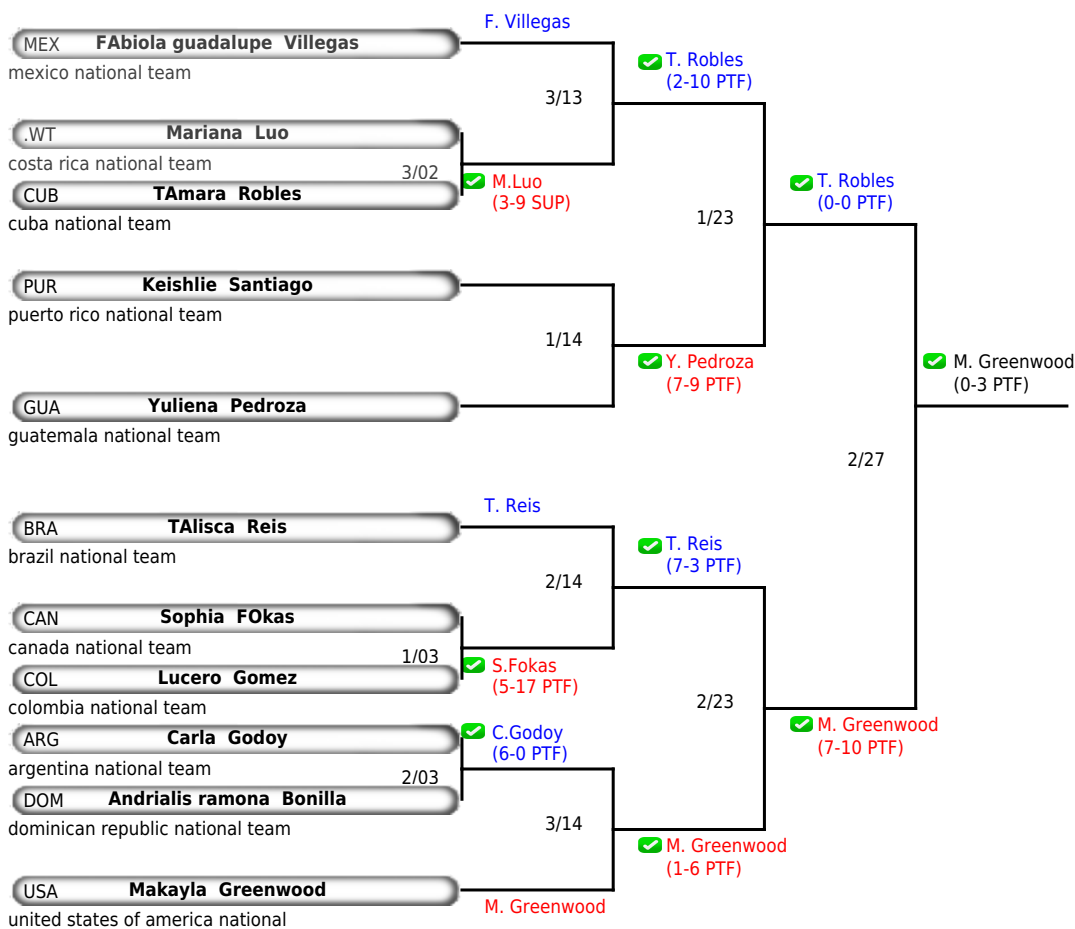 F. Villegas
MEX FAbiola guadalupe Villegas
mexico national team
T. Robles
(2-10 PTF)
3/13
.WT Mariana Luo
costa rica national team
3/02
M.Luo
(3-9 SUP)
CUB TAmara Robles
cuba national team
T. Robles
(0-0 PTF)
1/23
PUR Keishlie Santiago
puerto rico national team
1/14
Y. Pedroza
(7-9 PTF)
GUA Yuliena Pedroza
guatemala national team
M. Greenwood
(0-3 PTF)
2/27
T. Reis
BRA TAlisca Reis
brazil national team
T. Reis
(7-3 PTF)
2/14
CAN Sophia FOkas
canada national team
1/03
S.Fokas
(5-17 PTF)
COL Lucero Gomez
colombia national team
2/23
M. Greenwood
(7-10 PTF)
C.Godoy
(6-0 PTF)
ARG Carla Godoy
argentina national team
2/03
DOM Andrialis ramona Bonilla
dominican republic national team
3/14
M. Greenwood
(1-6 PTF)
USA Makayla Greenwood
united states of america national
M. Greenwood